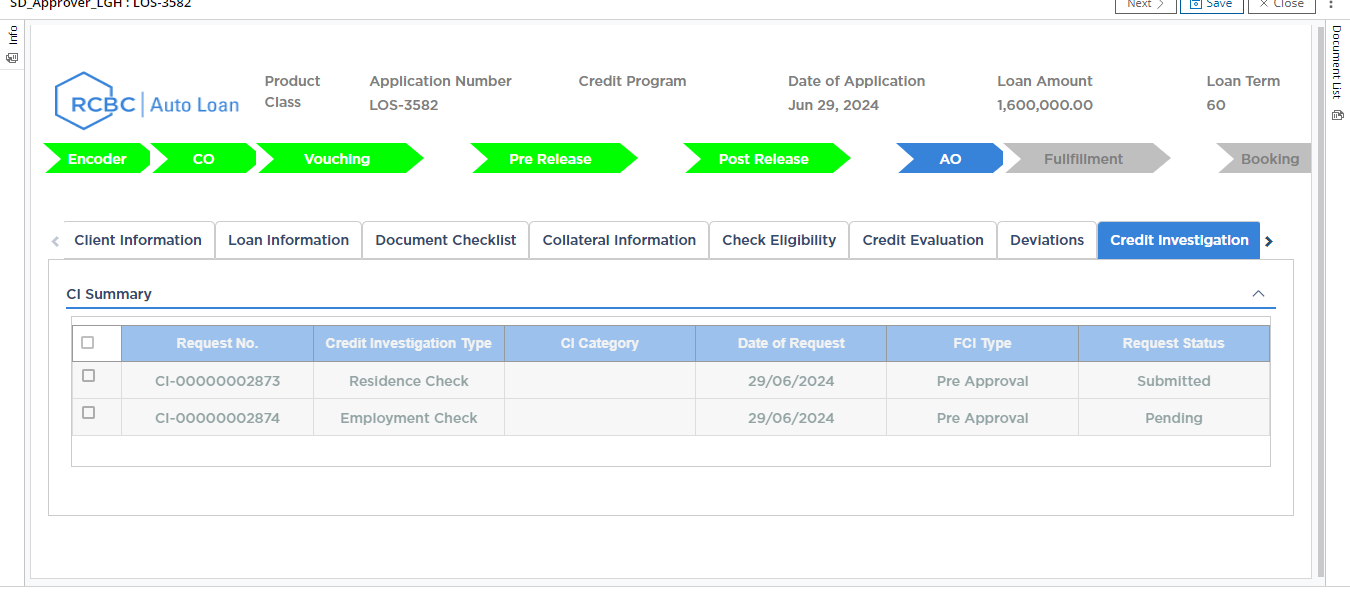 SD_Approver_LGH : LOS-3582
Next
Save
Close
Info
Document List
RCBC Auto Loan
Product Class
Application Number
LOS-3582
Credit Program
Date of Application
Jun 29, 2024
Loan Amount
1,600,000.00
Loan Term
60
Encoder CO Vouching Pre Release Post Release AO Fullfillment Booking
Client Information Loan Information Document Checklist Collateral Information Check Eligibility Credit Evaluation Deviations Credit Investigation
CI Summary
Request No. Credit Investigation Type CI Category Date of Request FCI Type Request Status
CI-00000002873 Residence Check 29/06/2024 Pre Approval Submitted
CI-00000002874 Employment Check 29/06/2024 Pre Approval Pending